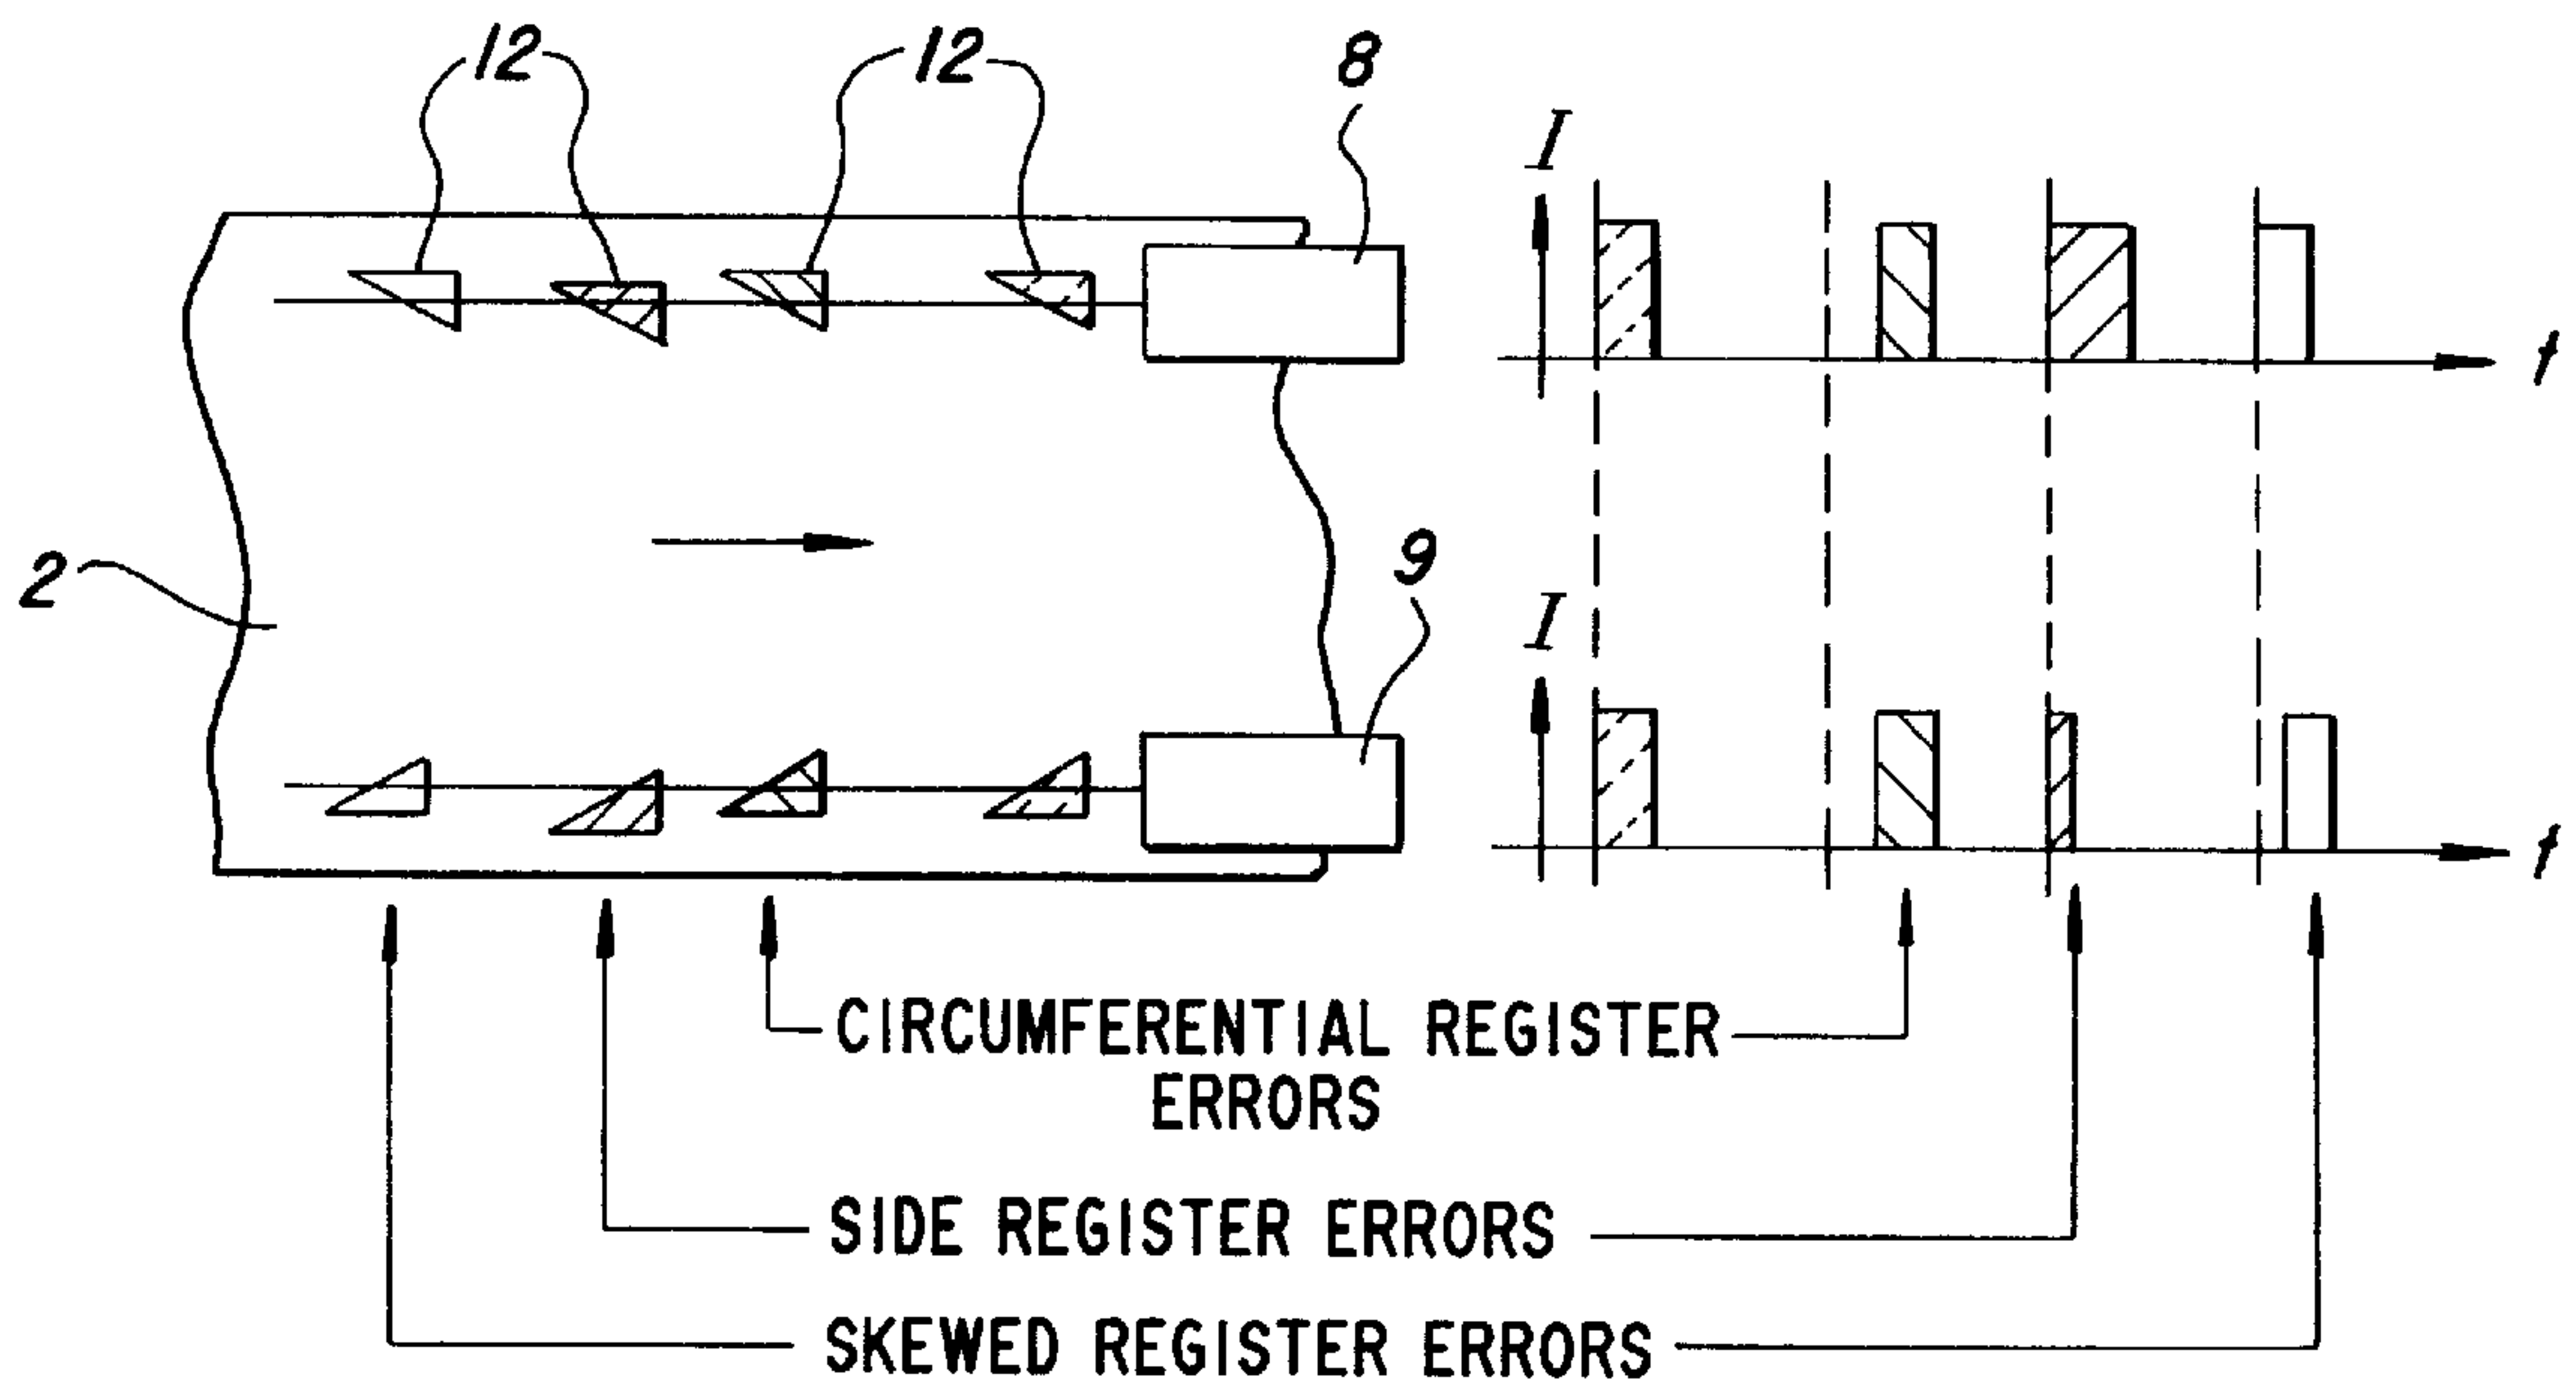 12
12
8
I
t
2
9
I
t
CIRCUMFERENTIAL REGISTER
ERRORS
SIDE REGISTER ERRORS
SKEWED REGISTER ERRORS